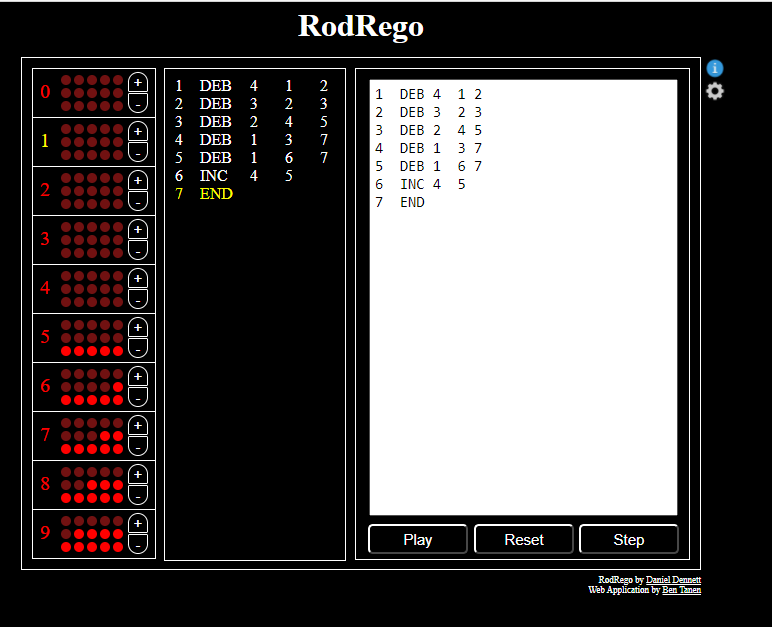 RodRego
0 + -
1 + -
2 + -
3 + -
4 + -
5 + -
6 + -
7 + -
8 + -
9 + -
1 DEB 4 1 2
2 DEB 3 2 3
3 DEB 2 4 5
4 DEB 1 3 7
5 DEB 1 6 7
6 INC 4 5
7 END
1 DEB 4 1 2
2 DEB 3 2 3
3 DEB 2 4 5
4 DEB 1 3 7
5 DEB 1 6 7
6 INC 4 5
7 END
i
Play Reset Step
RodRego by Daniel Dennett
Web Application by Ben Tanen